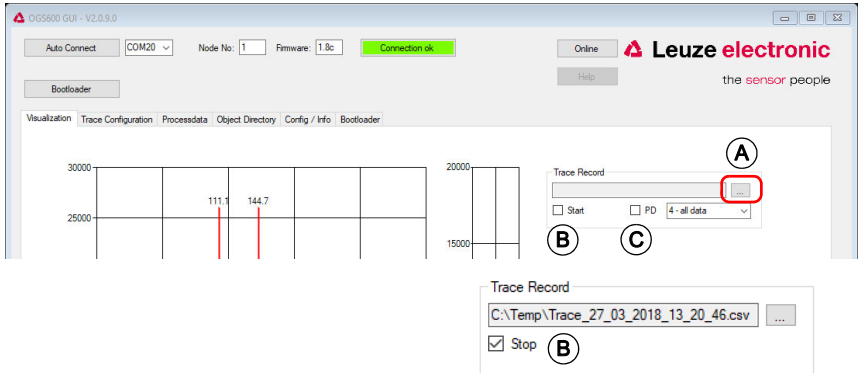 OGS600 GUI - V2.0.9.0
Auto Connect COM20 Node No: 1 Firmware: 1.8c Connection ok Online Leuze electronic
Bootloader Help the sensor people
Visualization Trace Configuration Processdata Object Directory Config / Info Bootloader
A
30000 20000 Trace Record
...
111.1 144.7 Start PD 4 - all data
25000
B C
15000
Trace Record
C:\Temp\Trace_27_03_2018_13_20_46.csv ...
Stop B